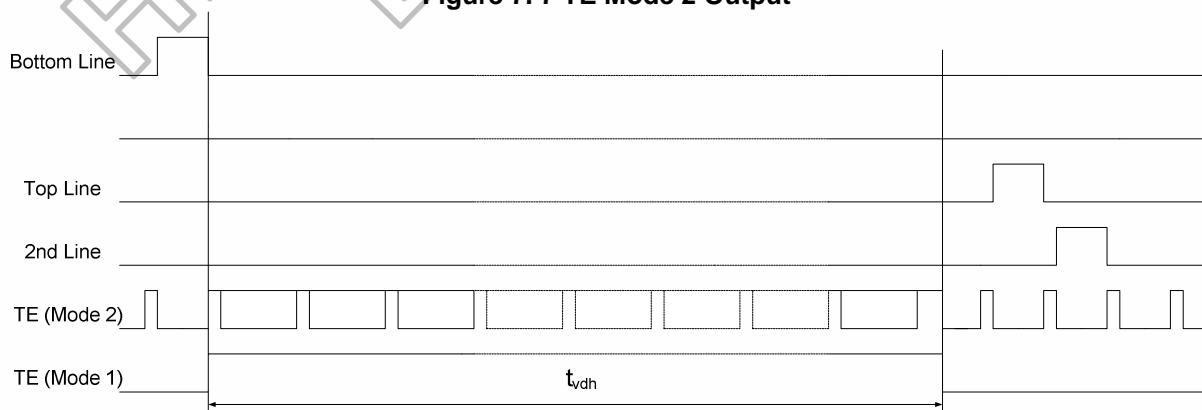 Figure 7. 7 TE Mode 2 Output
Bottom Line
Top Line
2nd Line
TE (Mode 2)
TE (Mode 1)
tvdh